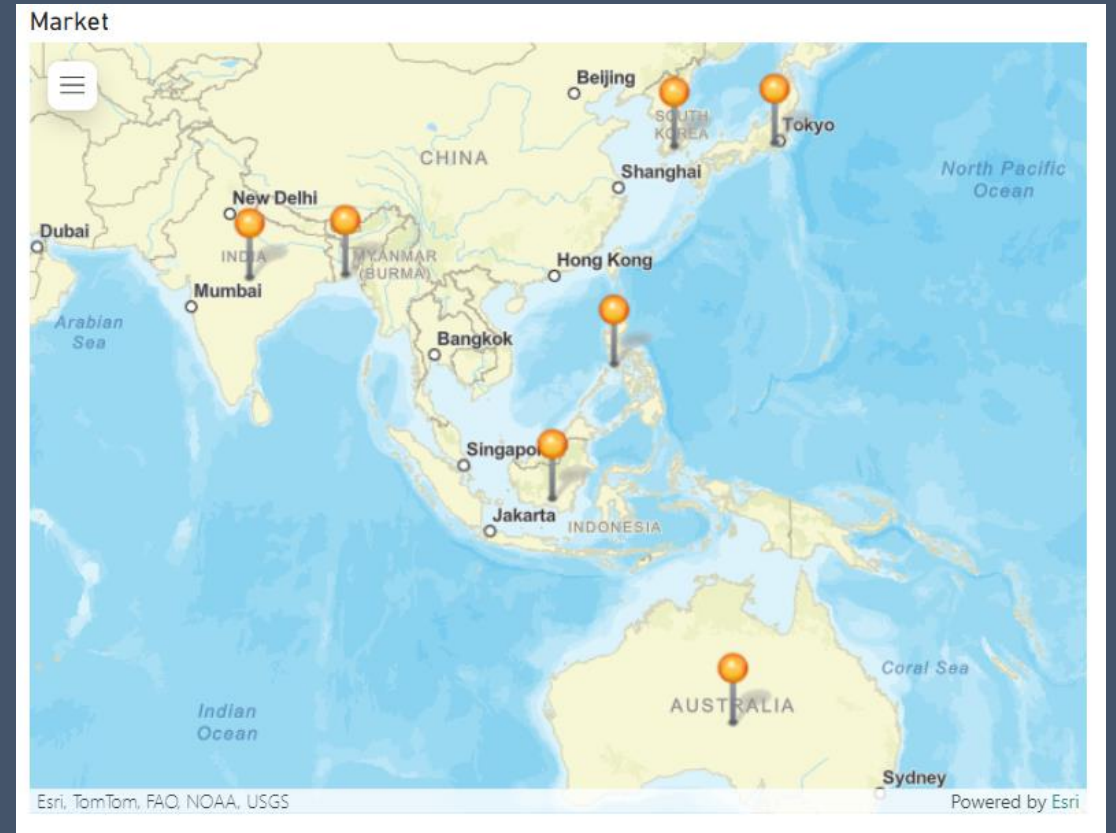 Market
Beijing
SOUTH
KOREA
Tokyo
CHINA
Shanghai
North Pacific
Ocean
New Delhi
Dubai
INDIA
MYANMAR
(BURMA)
Hong Kong
Mumbai
Arabian
Sea
Bangkok
Singapo
Jakarta
INDONESIA
Coral Sea
AUSTRALIA
Indian
Ocean
Sydney
Esri, TomTom, FAO, NOAA, USGS
Powered by Esri